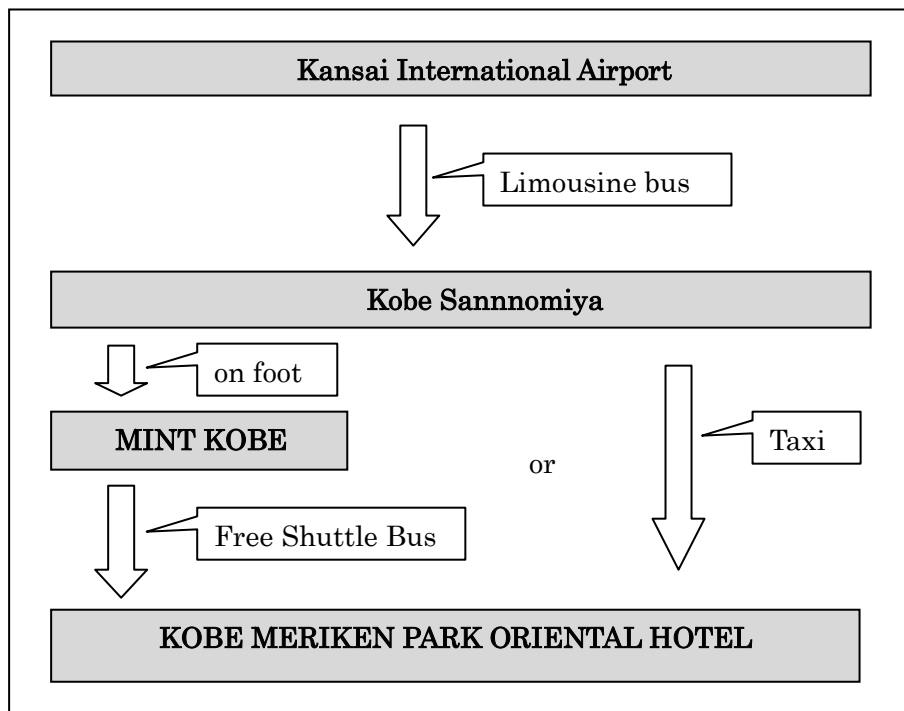 Kansai International Airport
Limousine bus
Kobe Sannnomiya
on foot
MINT KOBE
or
Taxi
Free Shuttle Bus
KOBE MERIKEN PARK ORIENTAL HOTEL